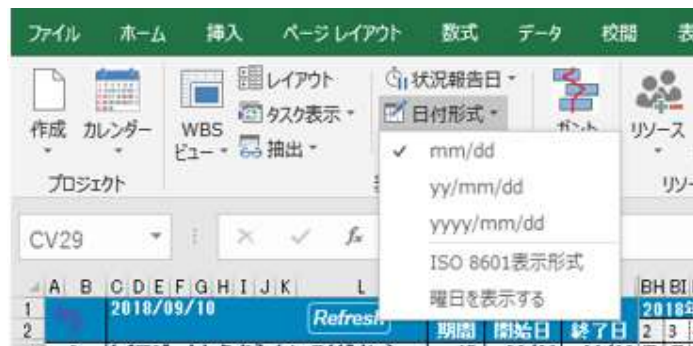 ファイル ホーム 挿入 ページ レイアウト 数式 データ 校閲
レイアウト 状況報告日
作成 カレンダー WBS タスク表示 日付形式 リソース
ビュー 抽出
mm/dd
プロジェクト
yy/mm/dd
yyyy/mm/dd
CV29 fx
ISO 8601表示形式
曜日を表示する
A B C D E F G H I J K L BH BI
1 2018/09/10 Refresh
2 期間 開始日 終了日 2 3